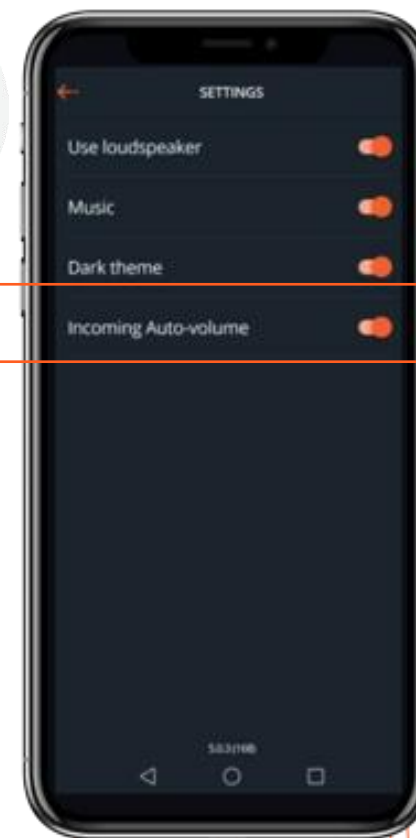 SETTINGS
Use loudspeaker
Music
Dark theme
Incoming Auto-volume